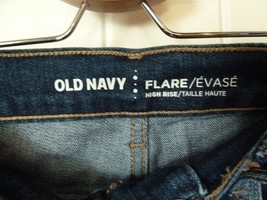 OLD NAVY
FLARE/ÉVASÉ
HIGH RISE/TAILLE HAUTE